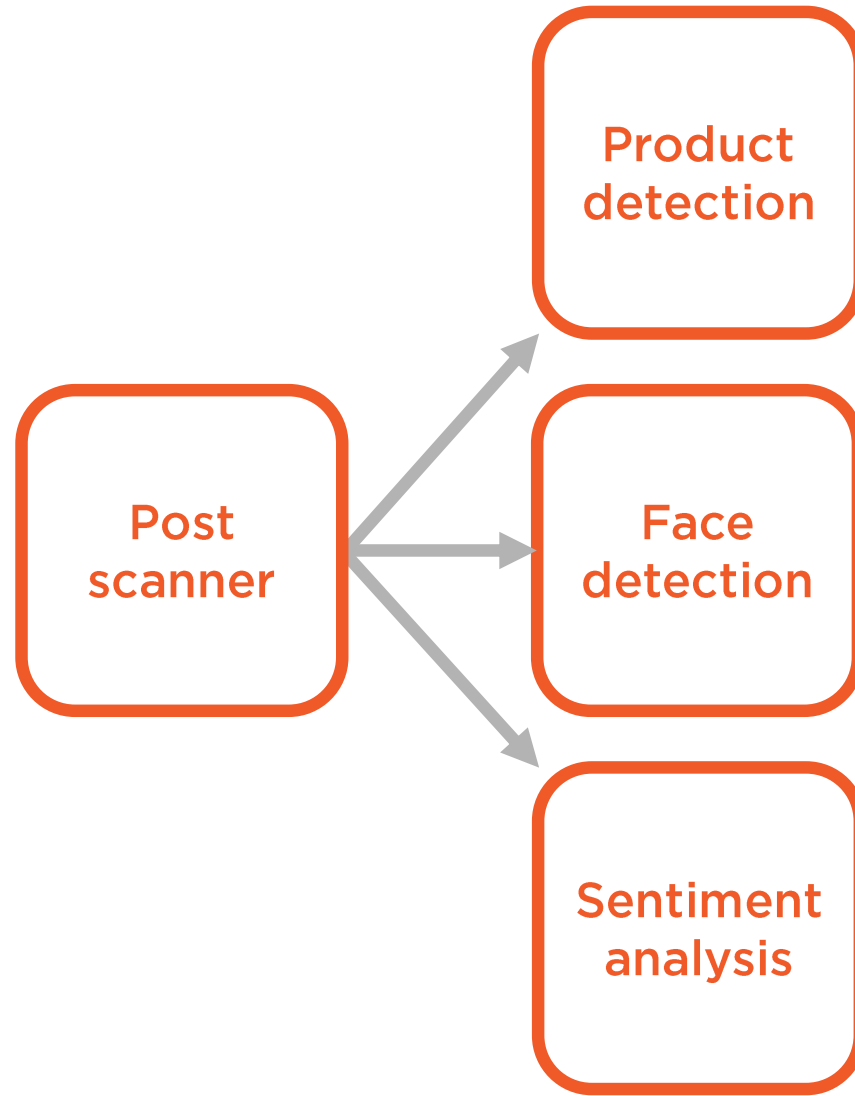 Product
detection
Post
scanner
Face
detection
Sentiment
analysis